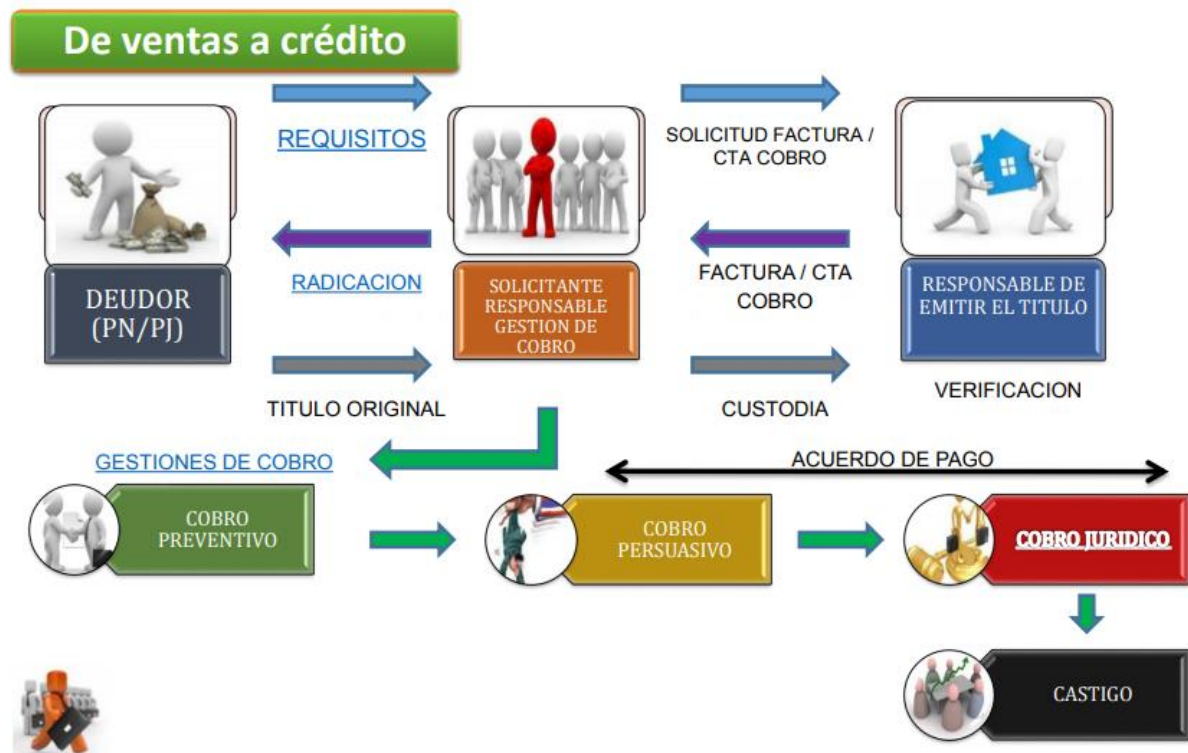 De ventas a crédito
REQUISITOS
SOLICITUD FACTURA /
CTA COBRO
RADICACION
FACTURA / CTA
COBRO
DEUDOR
(PN/PJ)
SOLICITANTE
RESPONSABLE
GESTION DE
COBRO
RESPONSABLE DE
EMITIR EL TITULO
TITULO ORIGINAL
CUSTODIA
VERIFICACION
GESTIONES DE COBRO
ACUERDO DE PAGO
COBRO
PREVENTIVO
COBRO
PERSUASIVO
COBRO JURIDICO
CASTIGO